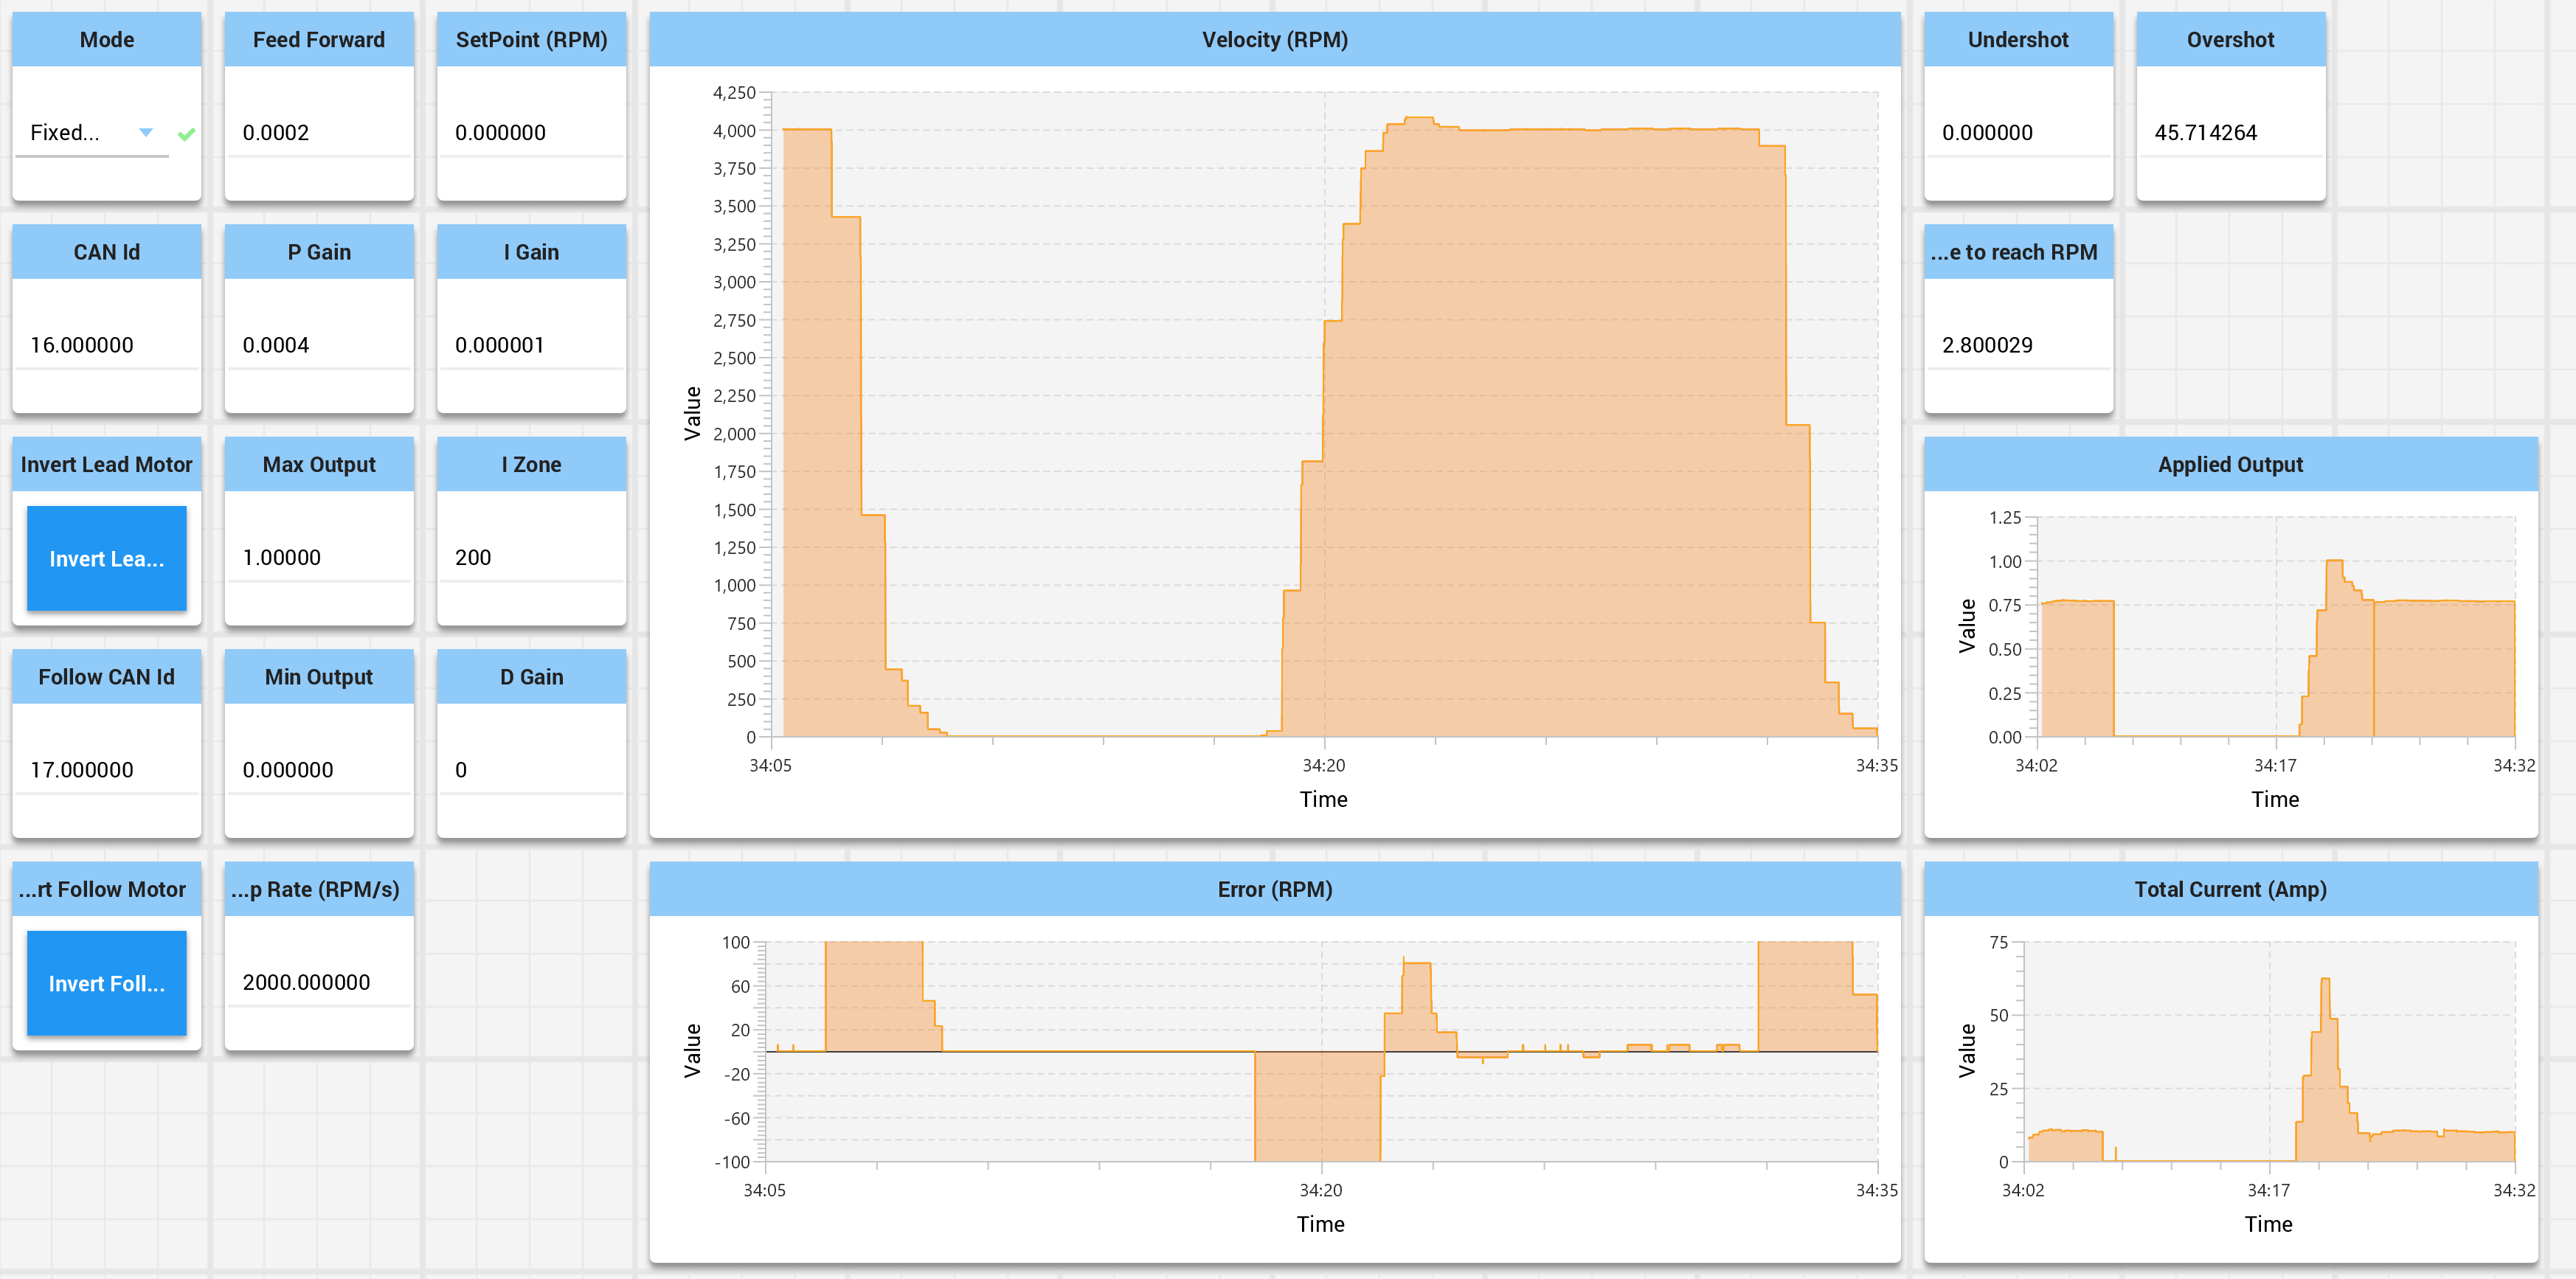 Mode
Fixed...
Feed Forward
0.0002
SetPoint (RPM)
0.000000
CAN Id
16.000000
P Gain
0.0004
I Gain
0.000001
Invert Lead Motor
Invert Lea...
Max Output
1.00000
I Zone
200
Follow CAN Id
17.000000
Min Output
0.000000
D Gain
0
...rt Follow Motor
Invert Foll...
...p Rate (RPM/s)
2000.000000
Velocity (RPM)
4,250
4,000
3,750
3,500
3,250
3,000
2,750
2,500
2,250
2,000
1,750
1,500
1,250
1,000
750
500
250
0
Value
34:05
34:20
34:35
Time
Error (RPM)
100
60
20
-20
-60
-100
Value
34:05
34:20
34:35
Time
Undershot
0.000000
Overshot
45.714264
...e to reach RPM
2.800029
Applied Output
1.25
1.00
0.75
0.50
0.25
0.00
Value
34:02
34:17
34:32
Time
Total Current (Amp)
75
50
25
0
Value
34:02
34:17
34:32
Time